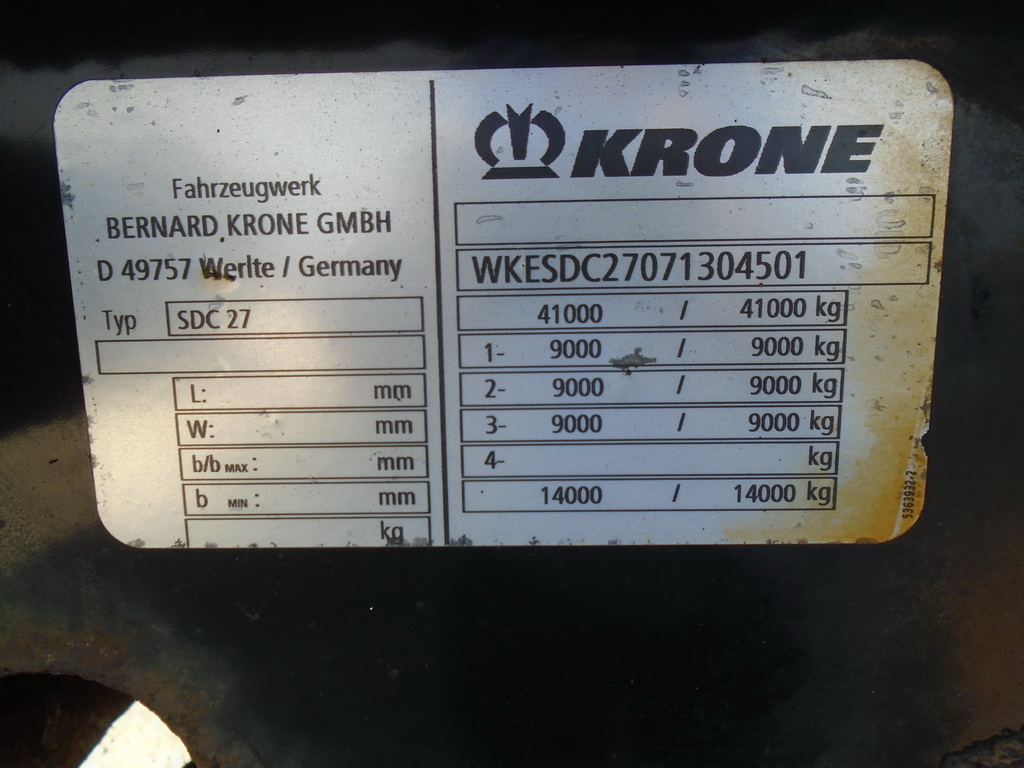 Fahrzeugwerk
BERNARD KRONE GMBH
D 49757 Werlte / Germany
Typ SDC 27
L: mm
W: mm
b/b MAX : mm
b MIN : mm
kg
KRONE
WKESDC27071304501
41000 / 41000 kg
1- 9000 / 9000 kg
2- 9000 / 9000 kg
3- 9000 / 9000 kg
4- kg
14000 / 14000 kg
5363932-2